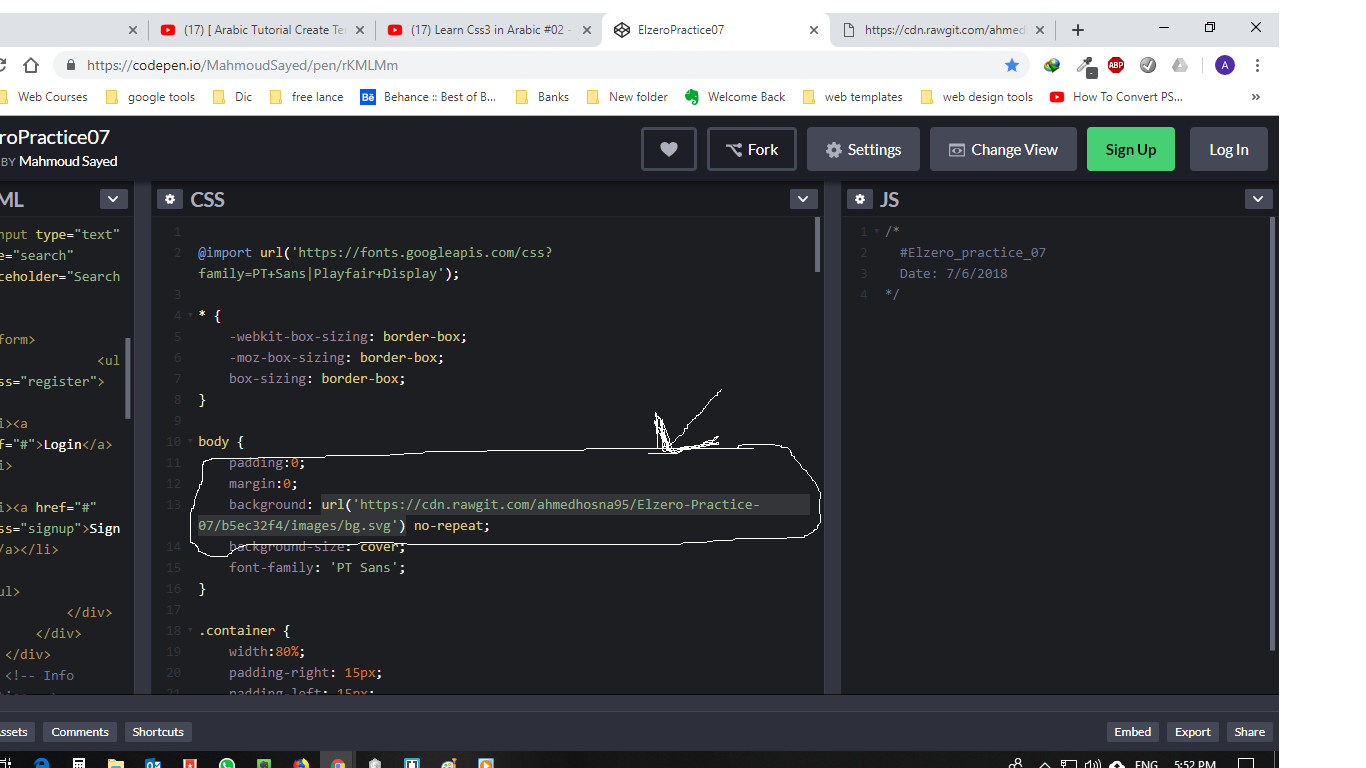 (17) [ Arabic Tutorial Create Te
(17) Learn Css3 in Arabic #02 -
ElzeroPractice07
https://cdn.rawgit.com/ahmed
https://codepen.io/MahmoudSayed/pen/rKMLMm
ABP
A
Web Courses
google tools
Dic
free lance
Bē Behance :: Best of B...
Banks
New folder
Welcome Back
web templates
web design tools
How To Convert PS...
»
roPractice07
BY Mahmoud Sayed
Fork
Settings
Change View
Sign Up
Log In
ML
nput type="text"
e="search"
ceholder="Search
form>
<ul
ss="register">
i><a
f="#">Login</a>
i>
i><a href="#"
ss="signup">Sign
/a></li>
ul>
</div>
</div>
</div>
<!-- Info
CSS
1
2 @import url('https://fonts.googleapis.com/css?
family=PT+Sans|Playfair+Display');
3
4 * {
5 -webkit-box-sizing: border-box;
6 -moz-box-sizing: border-box;
7 box-sizing: border-box;
8 }
9
10 body {
11 padding:0;
12 margin:0;
13 background: url('https://cdn.rawgit.com/ahmedhosna95/Elzero-Practice-
07/b5ec32f4/images/bg.svg') no-repeat;
14 background-size: cover;
15 font-family: 'PT Sans';
16 }
17
18 .container {
19 width:80%;
20 padding-right: 15px;
21 padding-left: 15px;
JS
1 /*
2 #Elzero_practice_07
3 Date: 7/6/2018
4 */
ssets
Comments
Shortcuts
Embed
Export
Share
ENG
5:52 PM